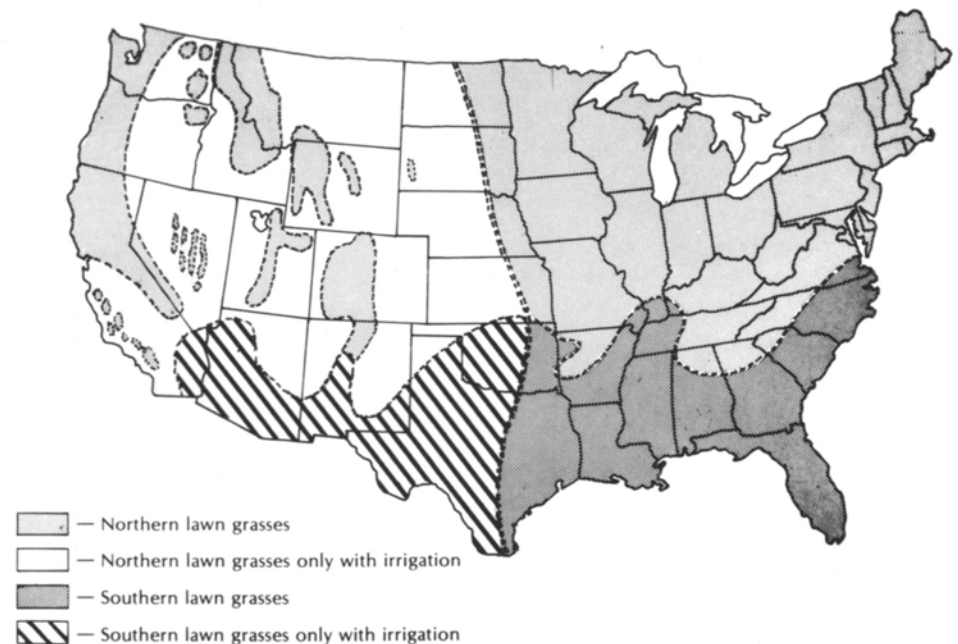 — Northern lawn grasses
— Northern lawn grasses only with irrigation
— Southern lawn grasses
— Southern lawn grasses only with irrigation